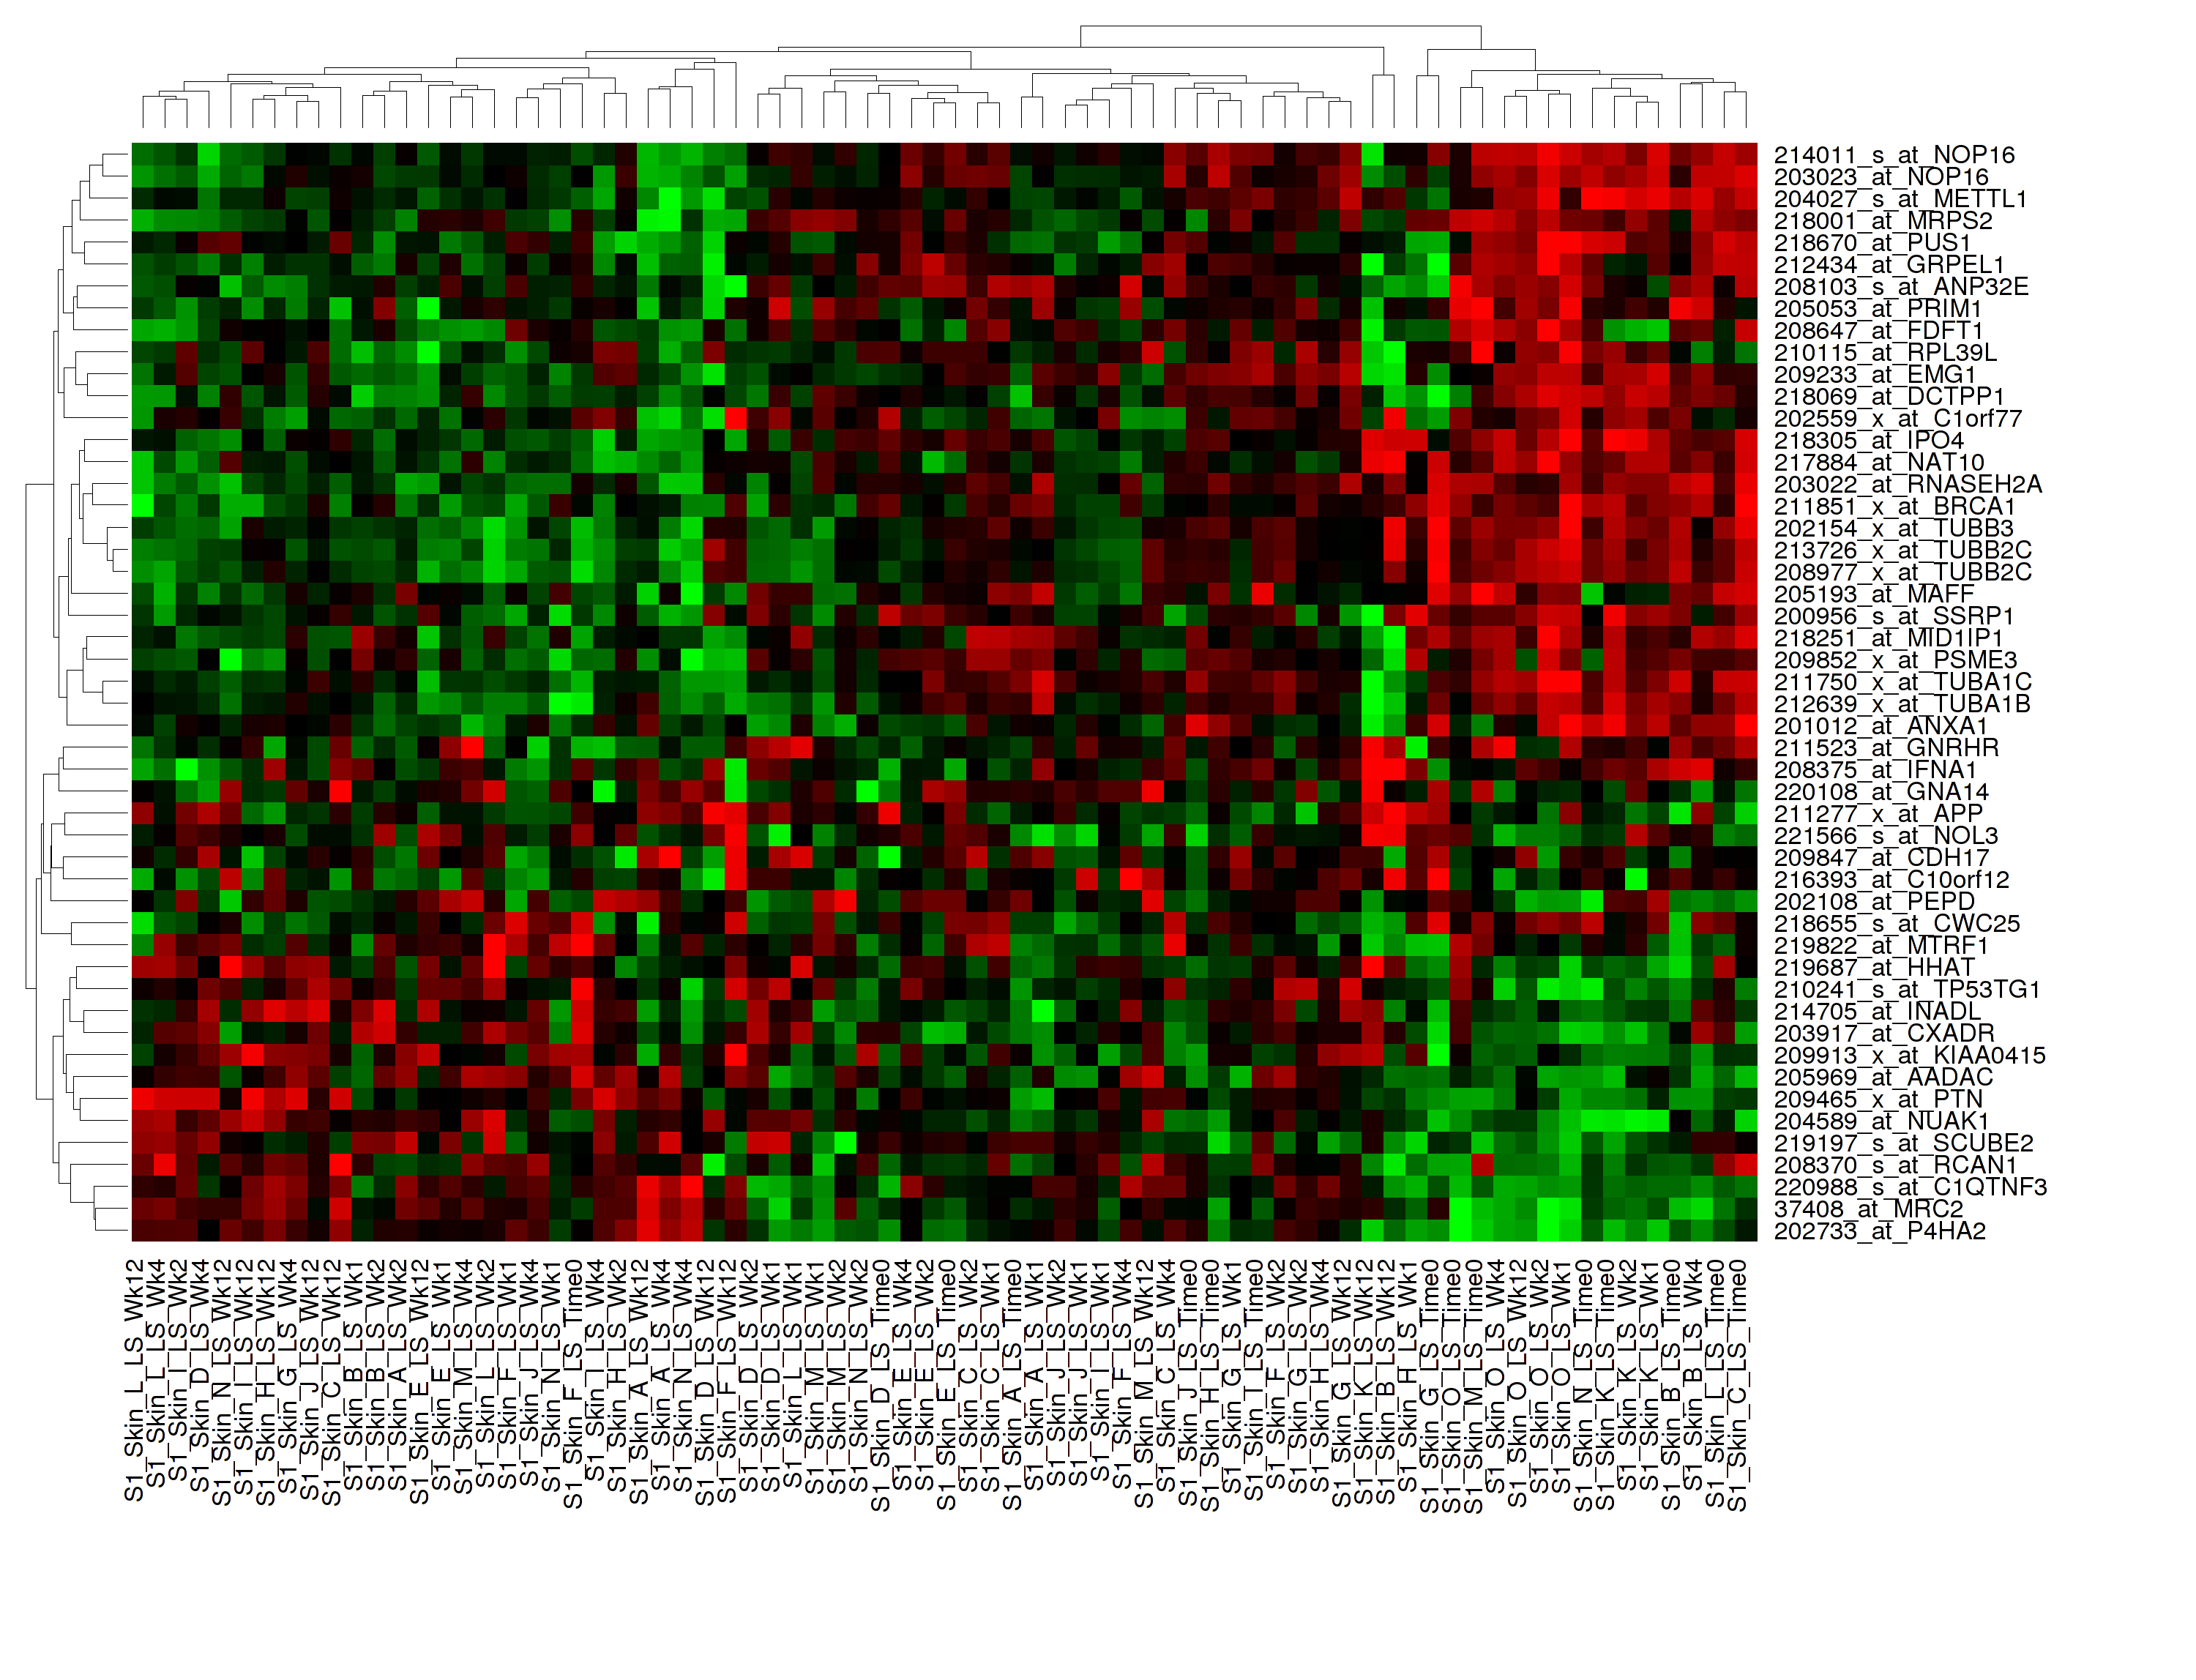 214011_s_at_NOP16
203023_at_NOP16
204027_s_at_METTL1
218001_at_MRPS2
218670_at_PUS1
212434_at_GRPEL1
208103_s_at_ANP32E
205053_at_PRIM1
208647_at_FDFT1
210115_at_RPL39L
209233_at_EMG1
218069_at_DCTPP1
202559_x_at_C1orf77
218305_at_IPO4
217884_at_NAT10
203022_at_RNASEH2A
211851_x_at_BRCA1
202154_x_at_TUBB3
213726_x_at_TUBB2C
208977_x_at_TUBB2C
205193_at_MAFF
200956_s_at_SSRP1
218251_at_MID1IP1
209852_x_at_PSME3
211750_x_at_TUBA1C
212639_x_at_TUBA1B
201012_at_ANXA1
211523_at_GNRHR
208375_at_IFNA1
220108_at_GNA14
211277_x_at_APP
221566_s_at_NOL3
209847_at_CDH17
216393_at_C10orf12
202108_at_PEPD
218655_s_at_CWC25
219822_at_MTRF1
219687_at_HHAT
210241_s_at_TP53TG1
214705_at_INADL
203917_at_CXADR
209913_x_at_KIAA0415
205969_at_AADAC
209465_x_at_PTN
204589_at_NUAK1
219197_s_at_SCUBE2
208370_s_at_RCAN1
220988_s_at_C1QTNF3
37408_at_MRC2
202733_at_P4HA2
S1_Skin_L_LS_Wk12
S1_Skin_L_LS_Wk4
S1_Skin_I_LS_Wk2
S1_Skin_D_LS_Wk4
S1_Skin_N_LS_Wk12
S1_Skin_I_LS_Wk12
S1_Skin_H_LS_Wk12
S1_Skin_G_LS_Wk4
S1_Skin_J_LS_Wk12
S1_Skin_C_LS_Wk12
S1_Skin_B_LS_Wk1
S1_Skin_B_LS_Wk2
S1_Skin_A_LS_Wk2
S1_Skin_E_LS_Wk12
S1_Skin_E_LS_Wk1
S1_Skin_M_LS_Wk4
S1_Skin_L_LS_Wk2
S1_Skin_F_LS_Wk1
S1_Skin_J_LS_Wk4
S1_Skin_N_LS_Wk1
S1_Skin_F_LS_Time0
S1_Skin_I_LS_Wk4
S1_Skin_H_LS_Wk2
S1_Skin_A_LS_Wk12
S1_Skin_A_LS_Wk4
S1_Skin_N_LS_Wk4
S1_Skin_D_LS_Wk12
S1_Skin_F_LS_Wk12
S1_Skin_D_LS_Wk2
S1_Skin_D_LS_Wk1
S1_Skin_L_LS_Wk1
S1_Skin_M_LS_Wk1
S1_Skin_M_LS_Wk2
S1_Skin_N_LS_Wk2
S1_Skin_D_LS_Time0
S1_Skin_E_LS_Wk4
S1_Skin_E_LS_Wk2
S1_Skin_E_LS_Time0
S1_Skin_C_LS_Wk2
S1_Skin_C_LS_Wk1
S1_Skin_A_LS_Time0
S1_Skin_A_LS_Wk1
S1_Skin_J_LS_Wk2
S1_Skin_J_LS_Wk1
S1_Skin_I_LS_Wk1
S1_Skin_F_LS_Wk4
S1_Skin_M_LS_Wk12
S1_Skin_C_LS_Wk4
S1_Skin_J_LS_Time0
S1_Skin_H_LS_Time0
S1_Skin_G_LS_Wk1
S1_Skin_I_LS_Time0
S1_Skin_F_LS_Wk2
S1_Skin_G_LS_Wk2
S1_Skin_H_LS_Wk4
S1_Skin_G_LS_Wk12
S1_Skin_K_LS_Wk12
S1_Skin_B_LS_Wk12
S1_Skin_H_LS_Wk1
S1_Skin_G_LS_Time0
S1_Skin_O_LS_Time0
S1_Skin_M_LS_Time0
S1_Skin_O_LS_Wk4
S1_Skin_O_LS_Wk12
S1_Skin_O_LS_Wk2
S1_Skin_O_LS_Wk1
S1_Skin_N_LS_Time0
S1_Skin_K_LS_Time0
S1_Skin_K_LS_Wk2
S1_Skin_K_LS_Wk1
S1_Skin_B_LS_Time0
S1_Skin_B_LS_Wk4
S1_Skin_L_LS_Time0
S1_Skin_C_LS_Time0